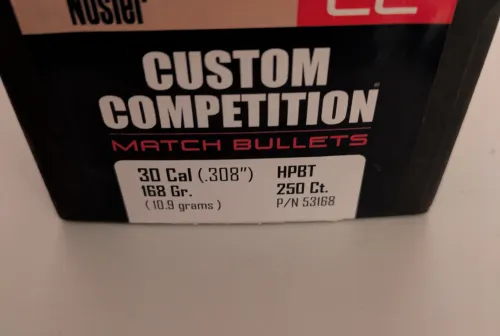 Nosler
CC
CUSTOM
COMPETITION®
MATCH BULLETS
30 Cal (.308") HPBT
168 Gr. 250 Ct.
(10.9 grams) P/N 53168